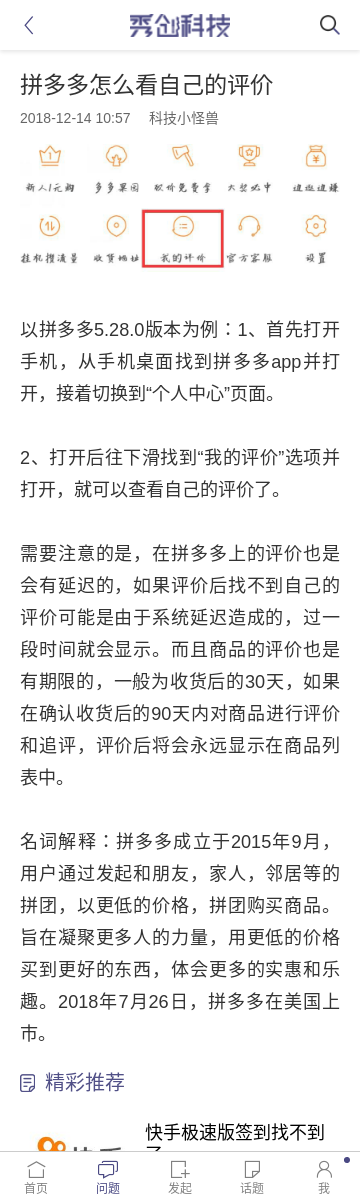 秀创科技
拼多多怎么看自己的评价
2018-12-14 10:57 科技小怪兽
新人1元购 多多果园 砍价免费拿 大奖必中 边逛边赚
挂机攒流量 收货地址 我的评价 官方客服 设置
以拼多多5.28.0版本为例：1、首先打开
手机，从手机桌面找到拼多多app并打
开，接着切换到“个人中心”页面。
2、打开后往下滑找到“我的评价”选项并
打开，就可以查看自己的评价了。
需要注意的是，在拼多多上的评价也是
会有延迟的，如果评价后找不到自己的
评价可能是由于系统延迟造成的，过一
段时间就会显示。而且商品的评价也是
有期限的，一般为收货后的30天，如果
在确认收货后的90天内对商品进行评价
和追评，评价后将会永远显示在商品列
表中。
名词解释：拼多多成立于2015年9月，
用户通过发起和朋友，家人，邻居等的
拼团，以更低的价格，拼团购买商品。
旨在凝聚更多人的力量，用更低的价格
买到更好的东西，体会更多的实惠和乐
趣。2018年7月26日，拼多多在美国上
市。
精彩推荐
快手极速版签到找不到
首页 问题 发起 话题 我